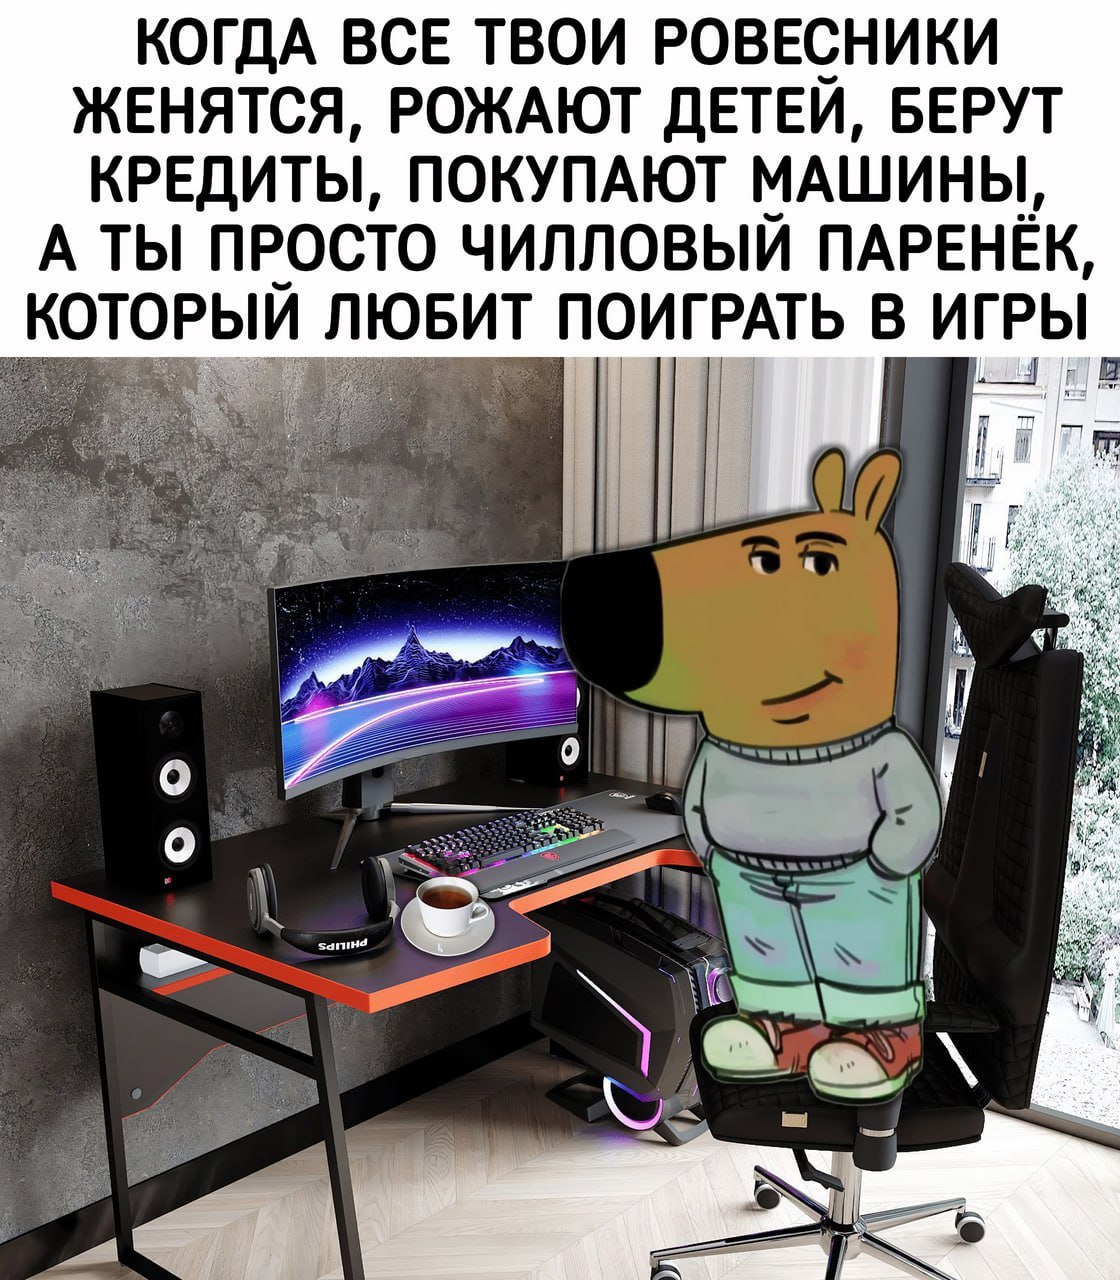 КОГДА ВСЕ ТВОИ РОВЕСНИКИ
ЖЕНЯТСЯ, РОЖАЮТ ДЕТЕЙ, БЕРУТ
КРЕДИТЫ, ПОКУПАЮТ МАШИНЫ,
А ТЫ ПРОСТО ЧИЛЛОВЫЙ ПАРЕНЁК,
КОТОРЫЙ ЛЮБИТ ПОИГРАТЬ В ИГРЫ
PHILIPS